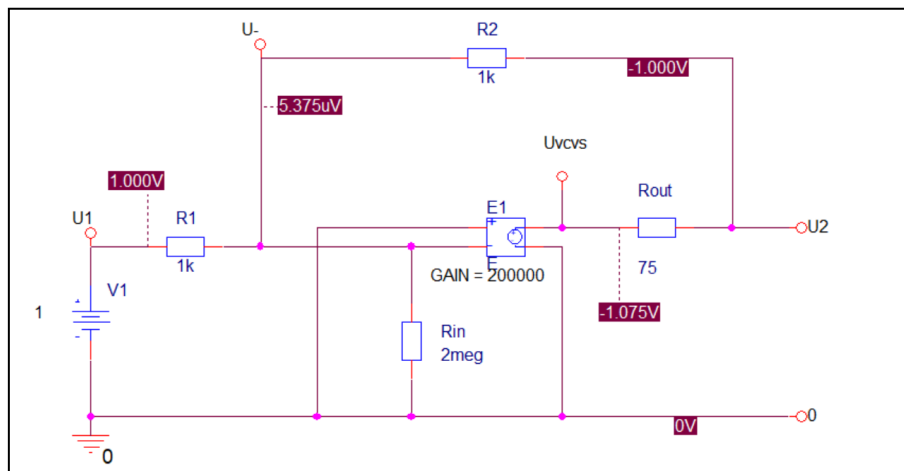 U-
R2
1k
-1.000V
5.375uV
Uvcvs
1.000V
Rout
U1
R1
E1
U2
1k
E
GAIN = 200000
75
V1
-1.075V
1
Rin
2meg
0
0V
0